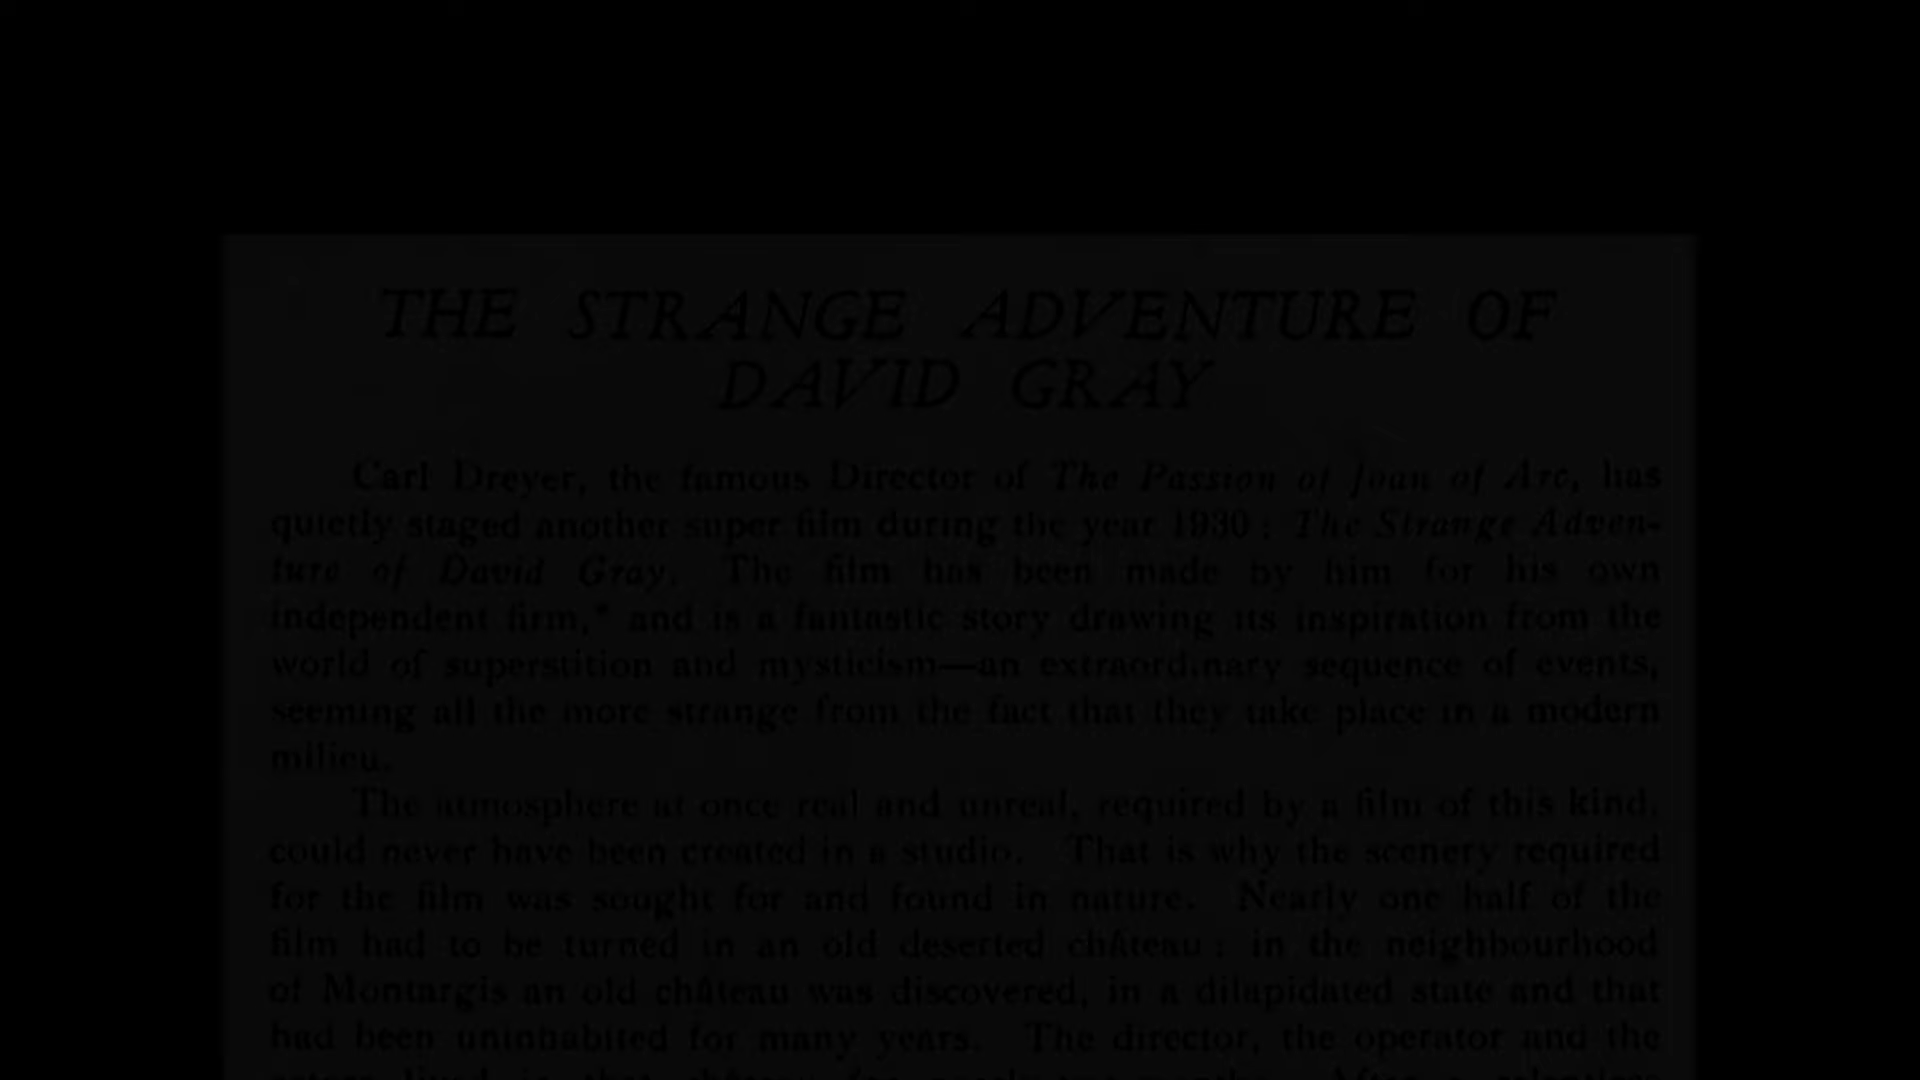 THE STRANGE ADVENTURE OF
DAVID GRAY
Carl Dreyer, the famous Director of The Passion of Joan of Arc, has
quietly staged another super film during the year 1930 : The Strange Adven-
ture of David Gray. The film has been made by him for his own
independent firm,* and is a fantastic story drawing its inspiration from the
world of superstition and mysticism—an extraordinary sequence of events,
seeming all the more strange from the fact that they take place in a modern
milieu.
The atmosphere at once real and unreal, required by a film of this kind,
could never have been created in a studio. That is why the scenery required
for the film was sought for and found in nature. Nearly one half of the
film had to be turned in an old deserted château : in the neighbourhood
of Montargis an old château was discovered, in a dilapidated state and that
had been uninhabited for many years. The director, the operator and the